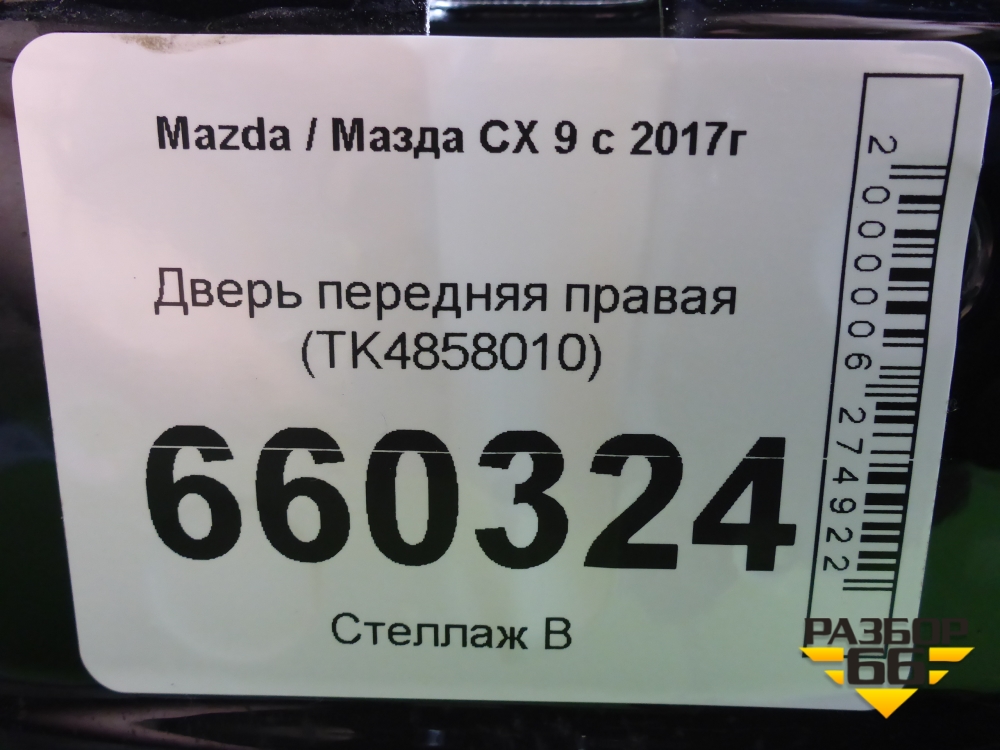 Mazda / Мазда CX 9 с 2017г
Дверь передняя правая
(TK4858010)
660324
Стеллаж В
2000006274922
РАЗБОР
66